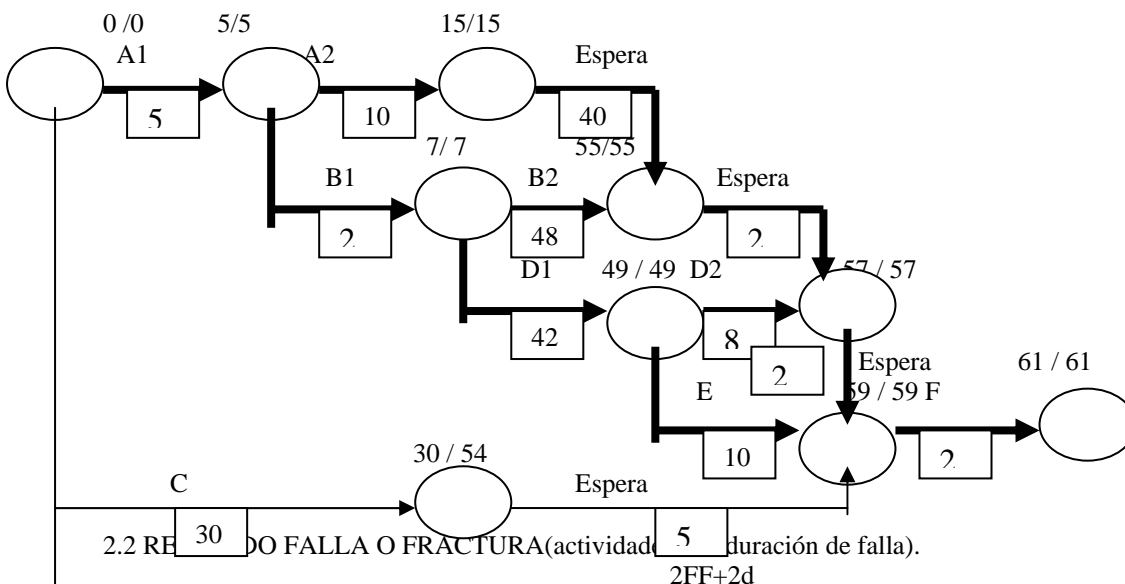 0 /0 5/5 15/15
A1 A2 Espera
5 10 40
7/ 7 55/55
B1 B2 Espera
2 48 2
D1 49 / 49 D2 57 / 57
42 8
2 Espera 61 / 61
E 59 / 59 F
10 2
30 / 54
C Espera
30 5
2.2 RE DO FALLA O FRACTURA(actividade duración de falla).
2FF+2d